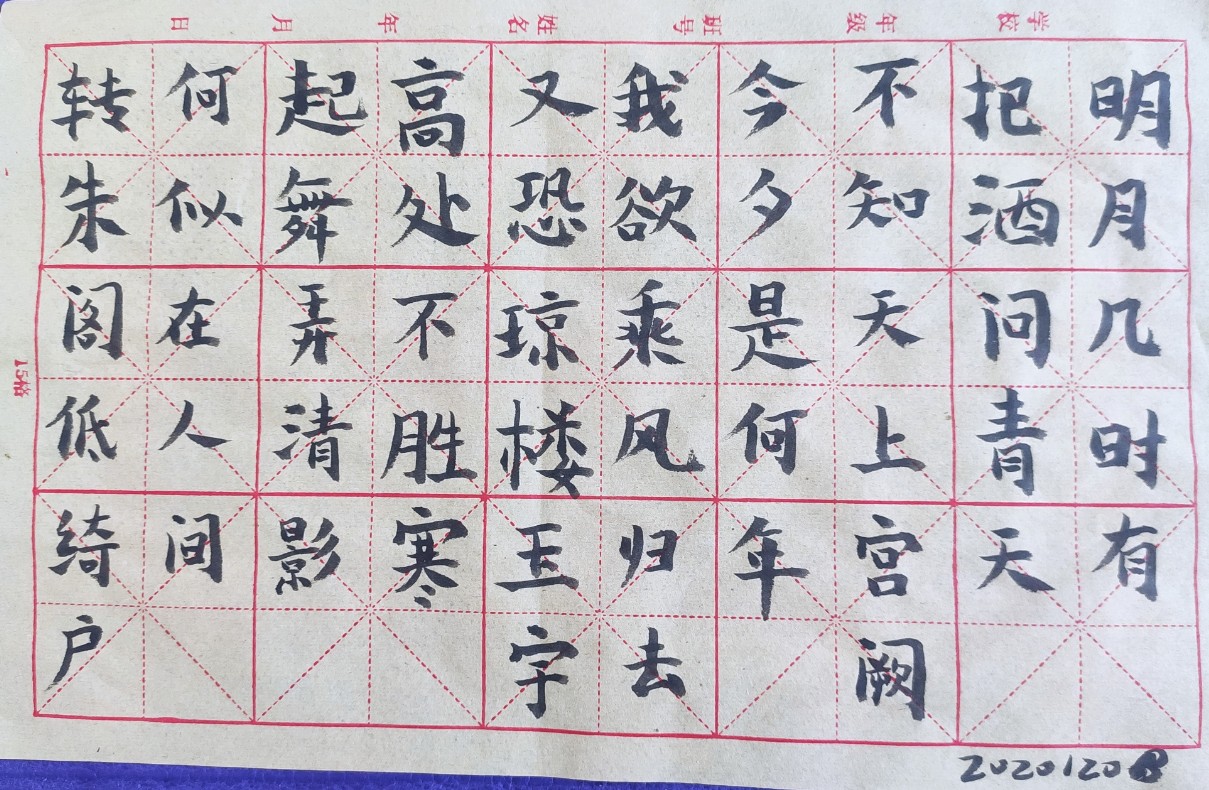 学校 年级 班号 姓名 年 月 日
明月几时有
把酒问青天
不知天上宫阙
今夕是何年
我欲乘风归去
又恐琼楼玉宇
高处不胜寒
起舞弄清影
何似在人间
转朱阁低绮户
15格
20201208